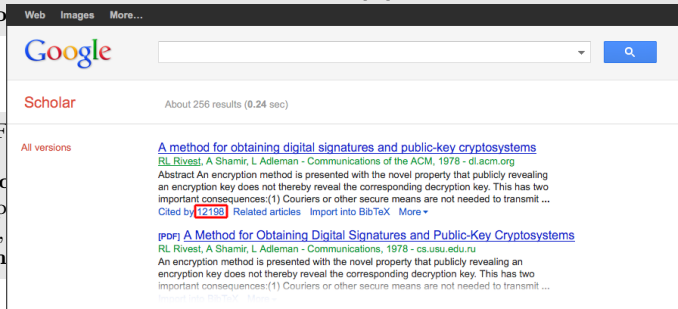 Web Images More...
Google
Scholar
About 256 results (0.24 sec)
All versions
A method for obtaining digital signatures and public-key cryptosystems
RL Rivest, A Shamir, L Adleman - Communications of the ACM, 1978 - dl.acm.org
Abstract An encryption method is presented with the novel property that publicly revealing
an encryption key does not thereby reveal the corresponding decryption key. This has two
important consequences:(1) Couriers or other secure means are not needed to transmit ...
Cited by 12198 Related articles Import into BibTeX More
[PDF] A Method for Obtaining Digital Signatures and Public-Key Cryptosystems
RL Rivest, A Shamir, L Adleman - Communications, 1978 - cs.usu.edu.ru
An encryption method is presented with the novel property that publicly revealing an
encryption key does not thereby reveal the corresponding decryption key. This has two
important consequences:(1) Couriers or other secure means are not needed to transmit ...
Import into BibTeX More